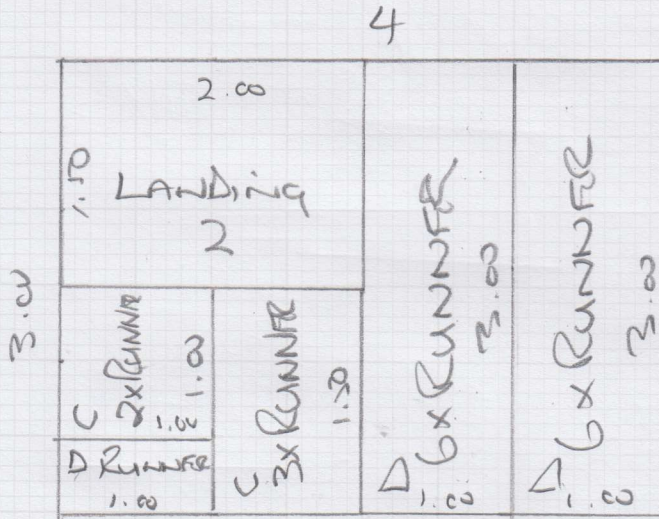 4
2.00
1.50
LANDING
2
3.00
2x RUNNER
1.00
C
1.00
D RUNNER
1.00
3x RUNNER
1.50
C
6x RUNNER
3.00
D
1.00
6x RUNNER
3.00
D
1.00